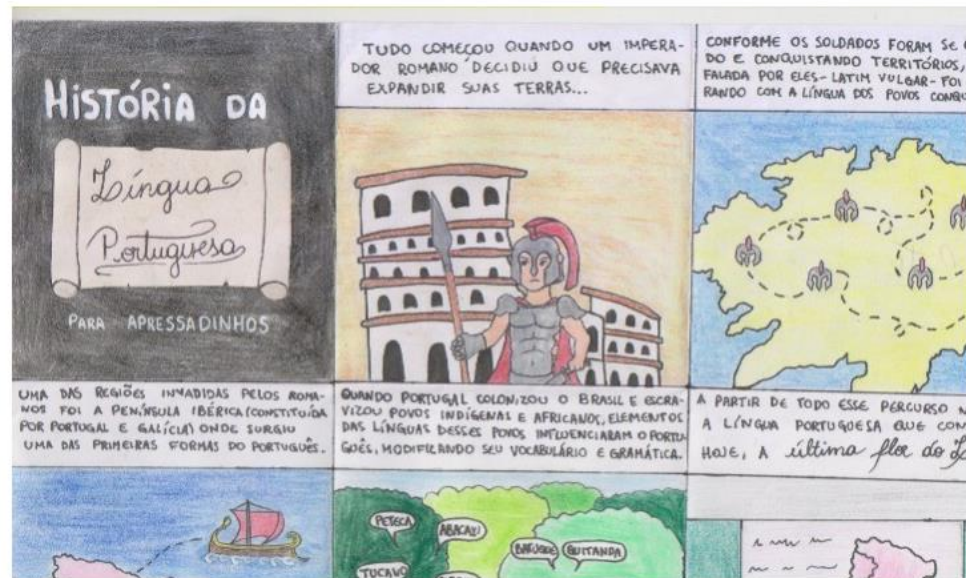 HISTÓRIA DA
Língua
Portuguesa
PARA APRESSADINHOS
TUDO COMEÇOU QUANDO UM IMPERA-
DOR ROMANO DECIDIU QUE PRECISAVA
EXPANDIR SUAS TERRAS...
CONFORME OS SOLDADOS FORAM SE
DO E CONQUISTANDO TERRITÓRIOS,
FALADA POR ELES - LATIM VULGAR - FOI
RANDO COM A LÍNGUA DOS POVOS
UMA DAS REGIÕES INVADIDAS PELOS ROMA-
NOS FOI A PENÍNSULA IBÉRICA (CONSTITUÍDA
POR PORTUGAL E GALÍCIA) ONDE SURGIU
UMA DAS PRIMEIRAS FORMAS DO PORTUGUÊS.
QUANDO PORTUGAL COLONIZOU O BRASIL E ESCRA-
VIZOU POVOS INDÍGENAS E AFRICANOS, ELEMENTOS
DAS LÍNGUAS DESSES POVOS INFLUENCIARAM O PORTU-
GUÊS, MODIFICANDO SEU VOCABULÁRIO E GRAMÁTICA.
A PARTIR DE TODO ESSE PERCURSO
A LÍNGUA PORTUGUESA QUE
HOJE, A última flor do
PETECA
ABACAXI
BATUQUE
QUITANDA
TUCANO